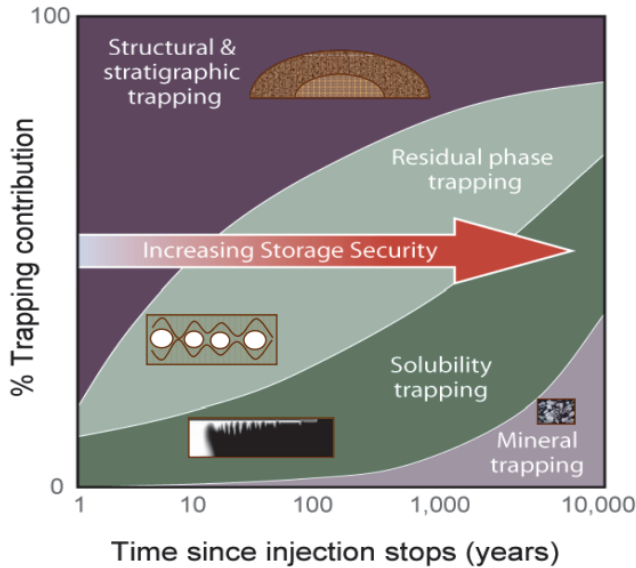 100
Structural &
stratigraphic
trapping
Residual phase
trapping
Increasing Storage Security
% Trapping contribution
Solubility
trapping
Mineral
trapping
0
1
10
100
1,000
10,000
Time since injection stops (years)